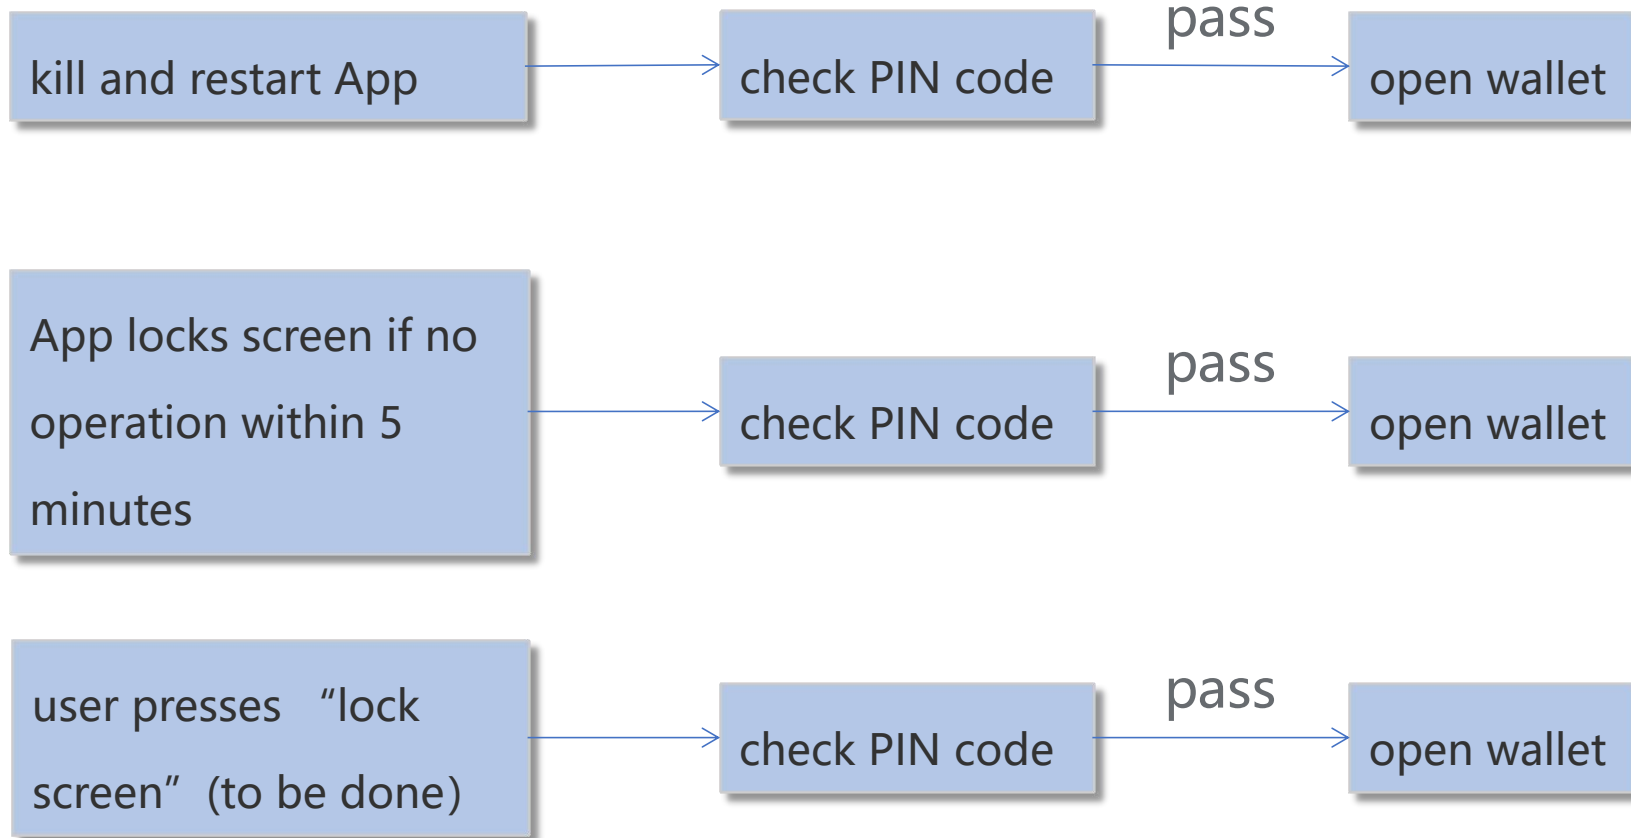 pass
kill and restart App
check PIN code
open wallet
App locks screen if no
operation within 5
minutes
pass
check PIN code
open wallet
user presses “lock
screen” (to be done)
pass
check PIN code
open wallet